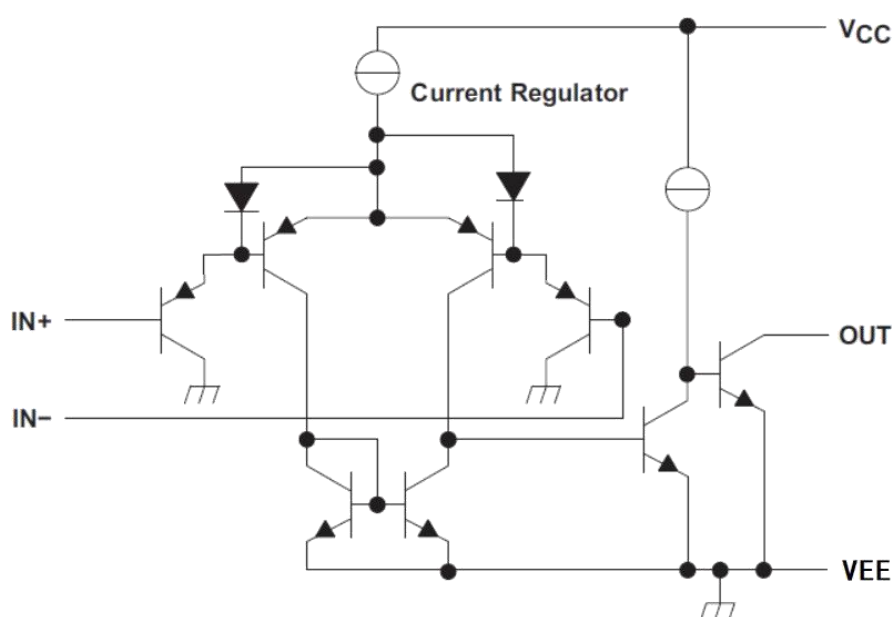 VCC
Current Regulator
IN+
OUT
IN−
VEE